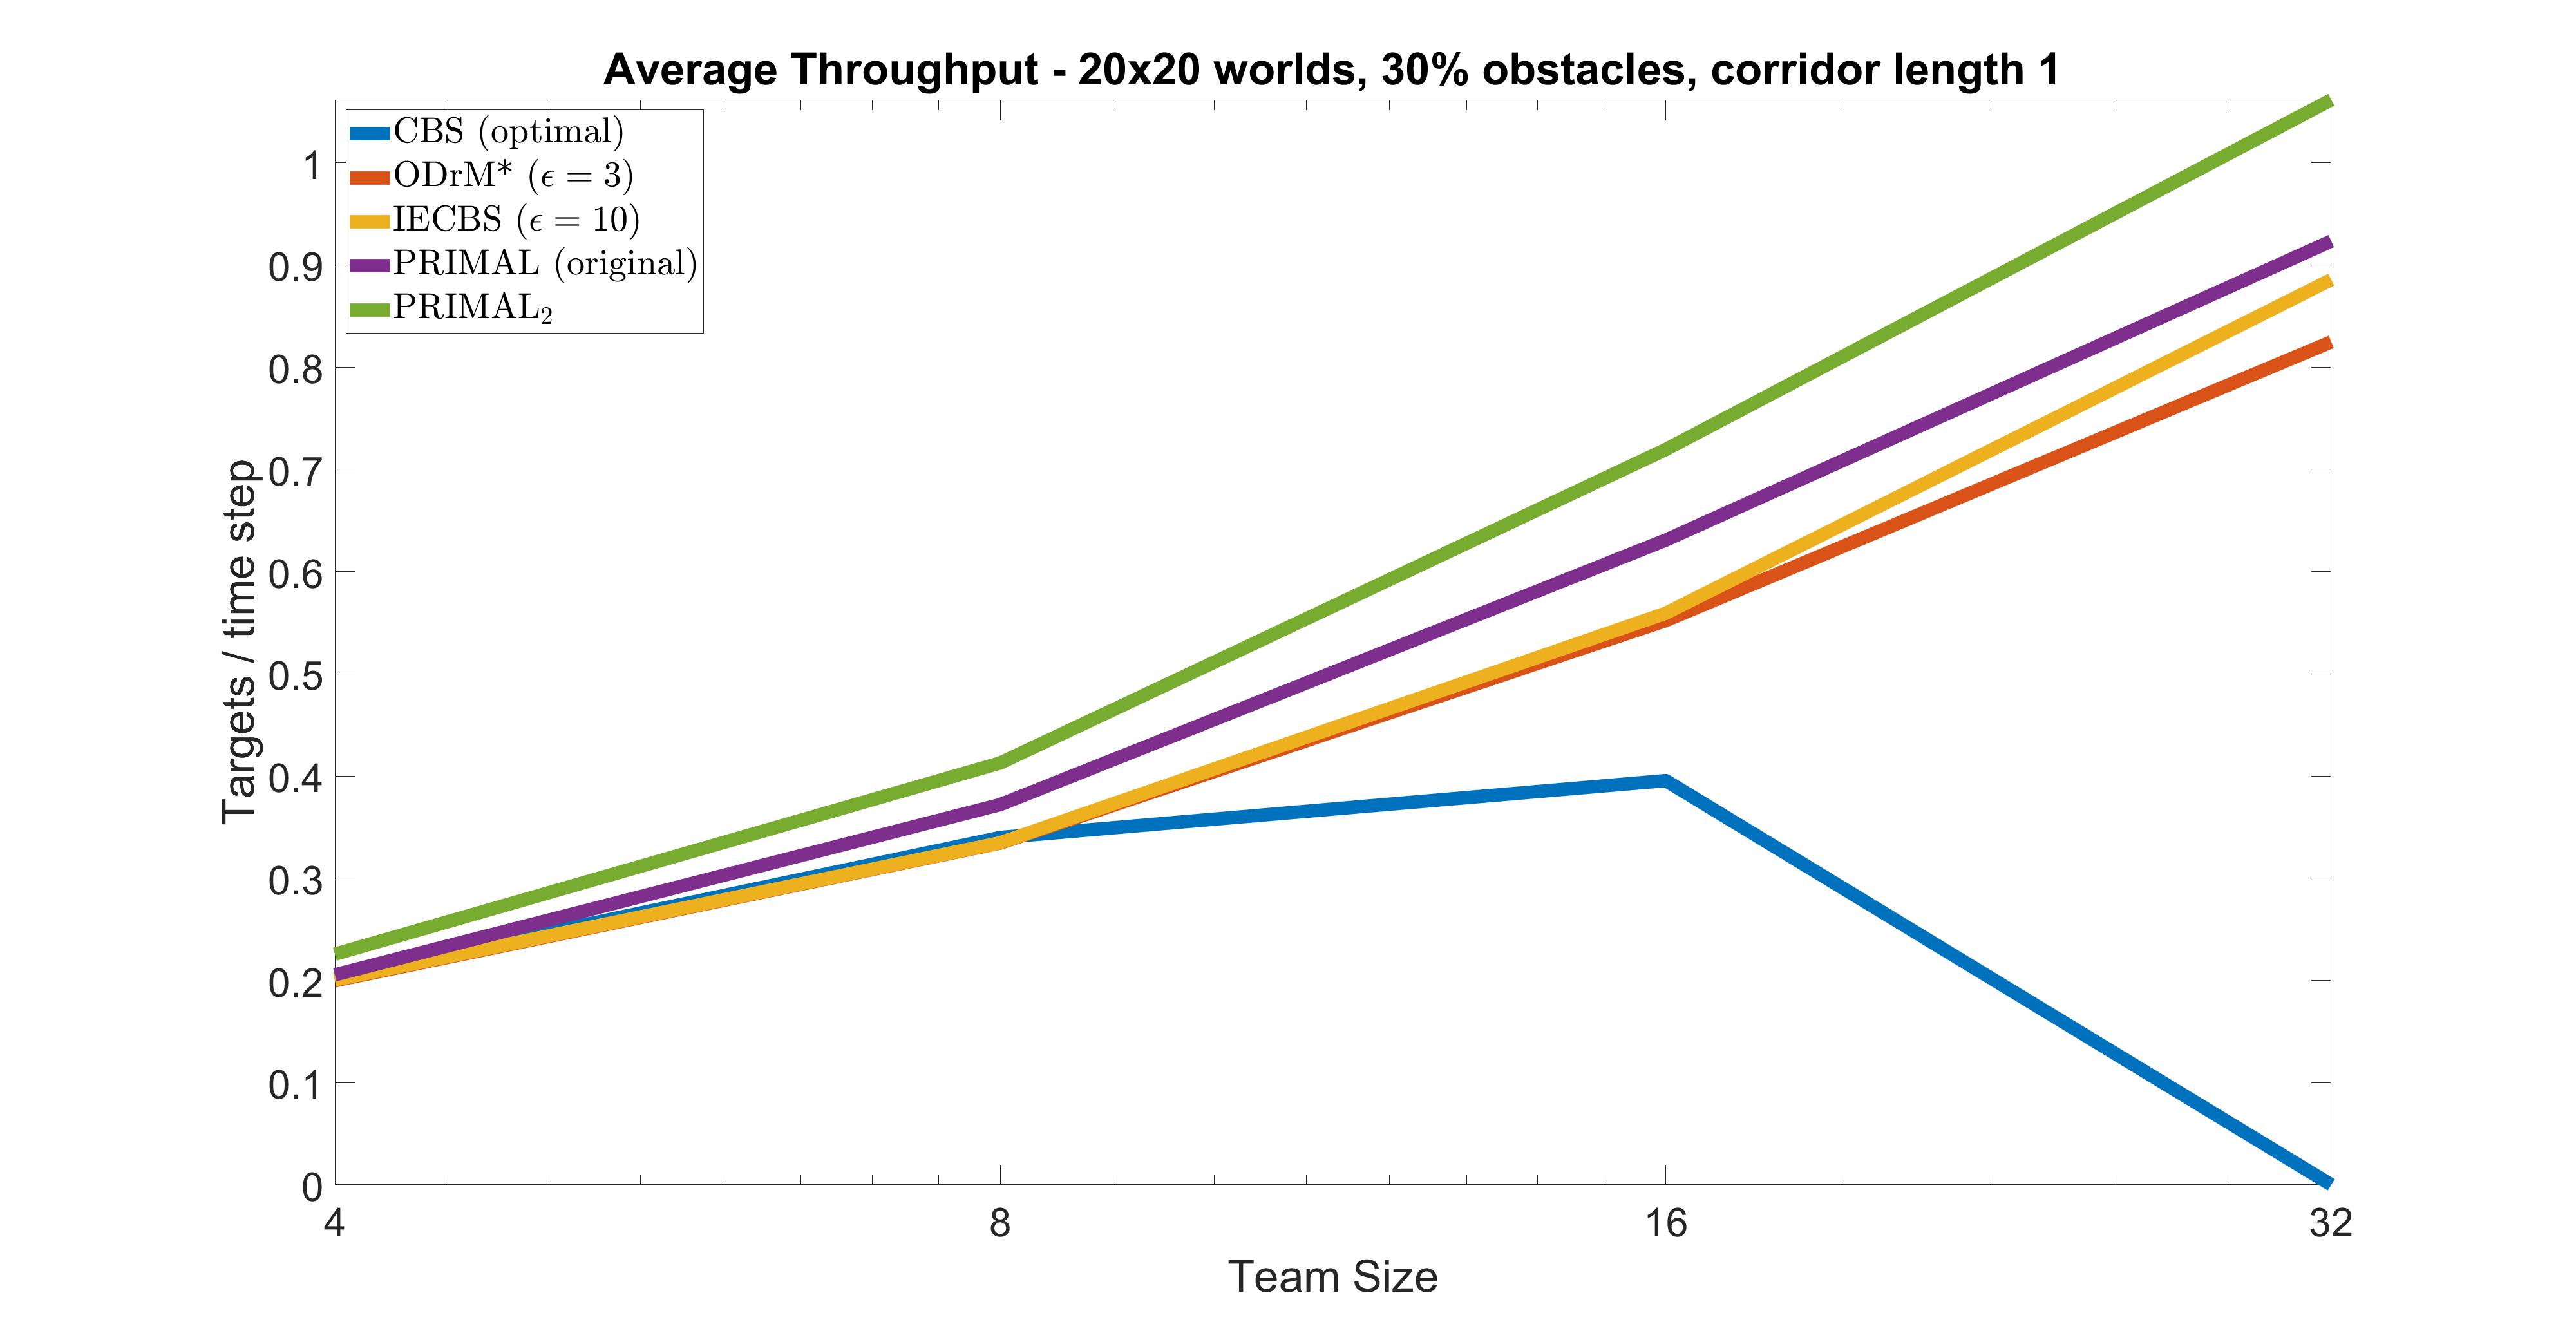 Average Throughput - 20x20 worlds, 30% obstacles, corridor length 1
CBS (optimal)
ODrM* (ϵ = 3)
IECBS (ϵ = 10)
PRIMAL (original)
PRIMAL₂
Targets / time step
1
0.9
0.8
0.7
0.6
0.5
0.4
0.3
0.2
0.1
0
4 8 16 32
Team Size